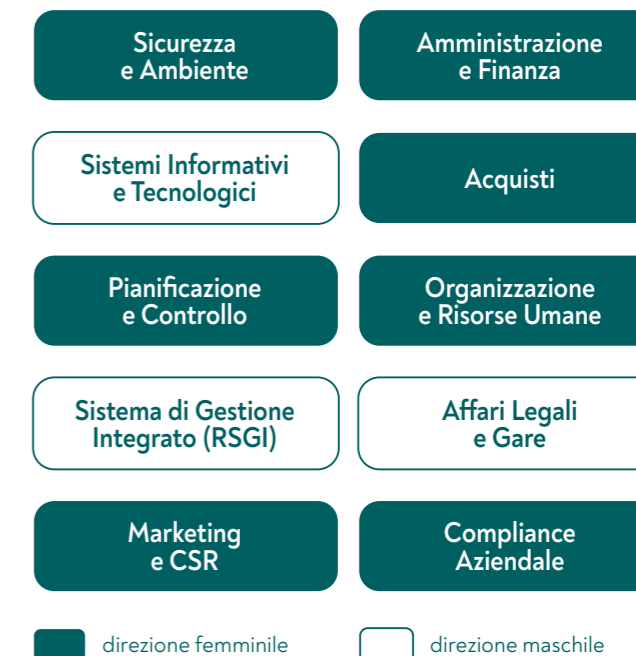 Sicurezza
e Ambiente
Amministrazione
e Finanza
Sistemi Informativi
e Tecnologici
Acquisti
Pianificazione
e Controllo
Organizzazione
e Risorse Umane
Sistema di Gestione
Integrato (RSGI)
Affari Legali
e Gare
Marketing
e CSR
Compliance
Aziendale
direzione femminile
direzione maschile